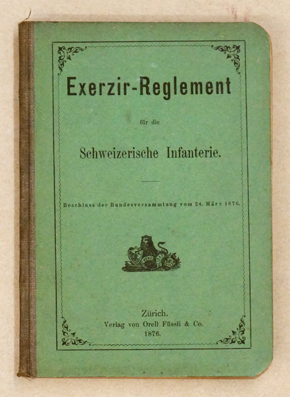 Exerzir-Reglement
für die
Schweizerische Infanterie.
Beschluss der Bundesversammlung vom 24. März 1876.
Zürich.
Verlag von Orell Füssli & Co.
1876.